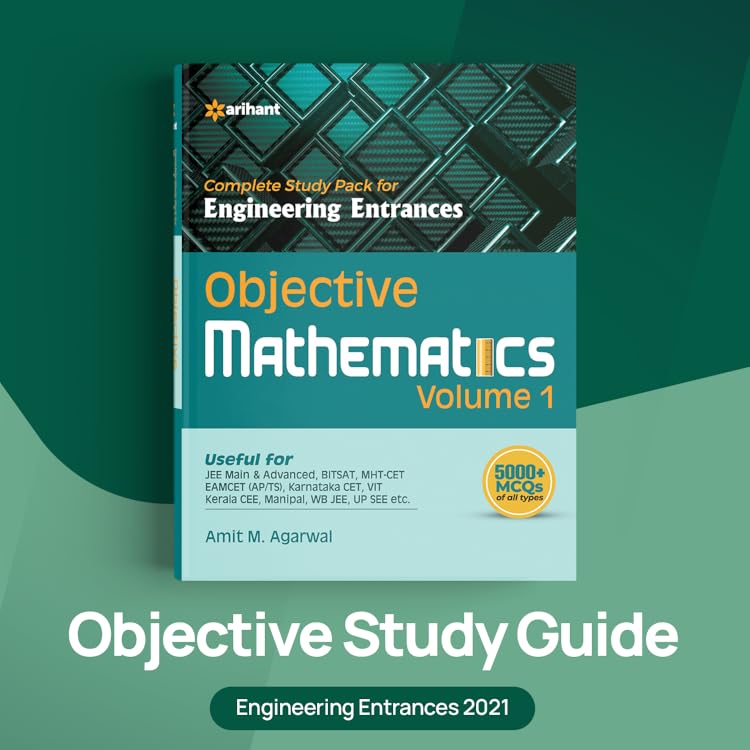 arihant
Complete Study Pack for
Engineering Entrances
Objective
Mathematics
Volume 1
Useful for
JEE Main & Advanced, BITSAT, MHT-CET
EAMCET (AP/TS), Karnataka CET, VIT
Kerala CEE, Manipal, WB JEE, UP SEE etc.
5000+
MCQs
of all types
Amit M. Agarwal
Objective Study Guide
Engineering Entrances 2021